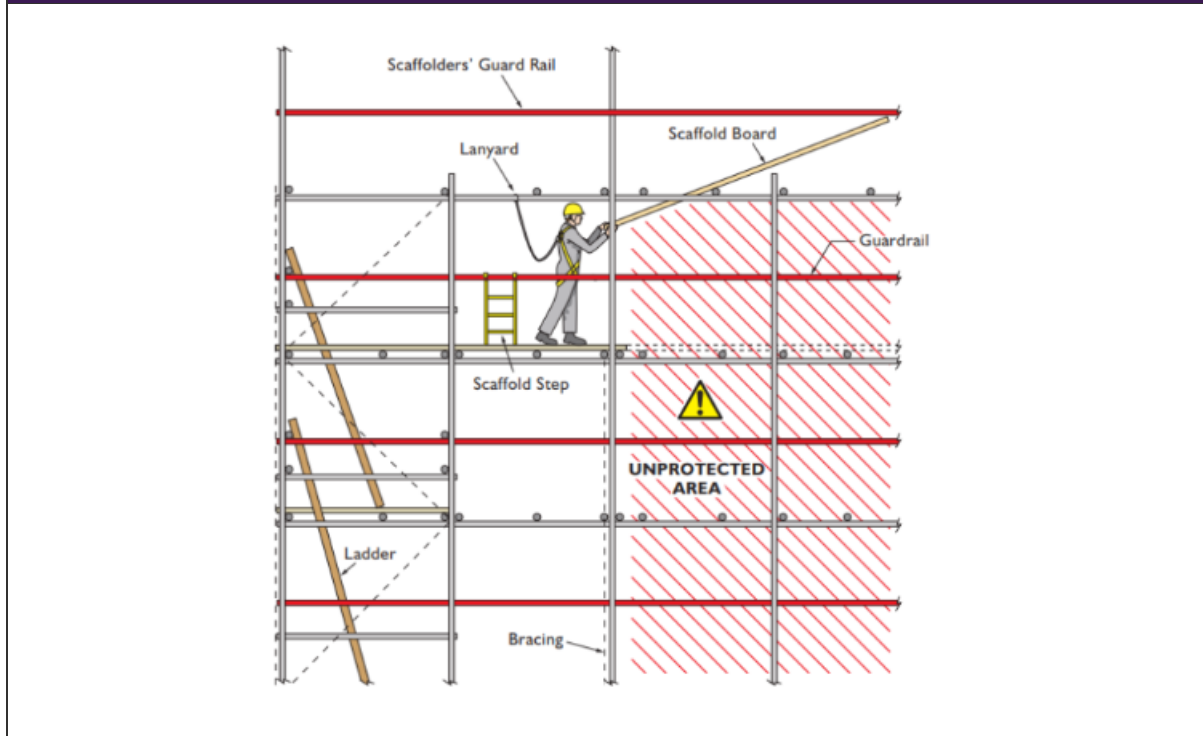 Scaffolders' Guard Rail
Scaffold Board
Lanyard
Guardrail
Scaffold Step
UNPROTECTED
AREA
Ladder
Bracing